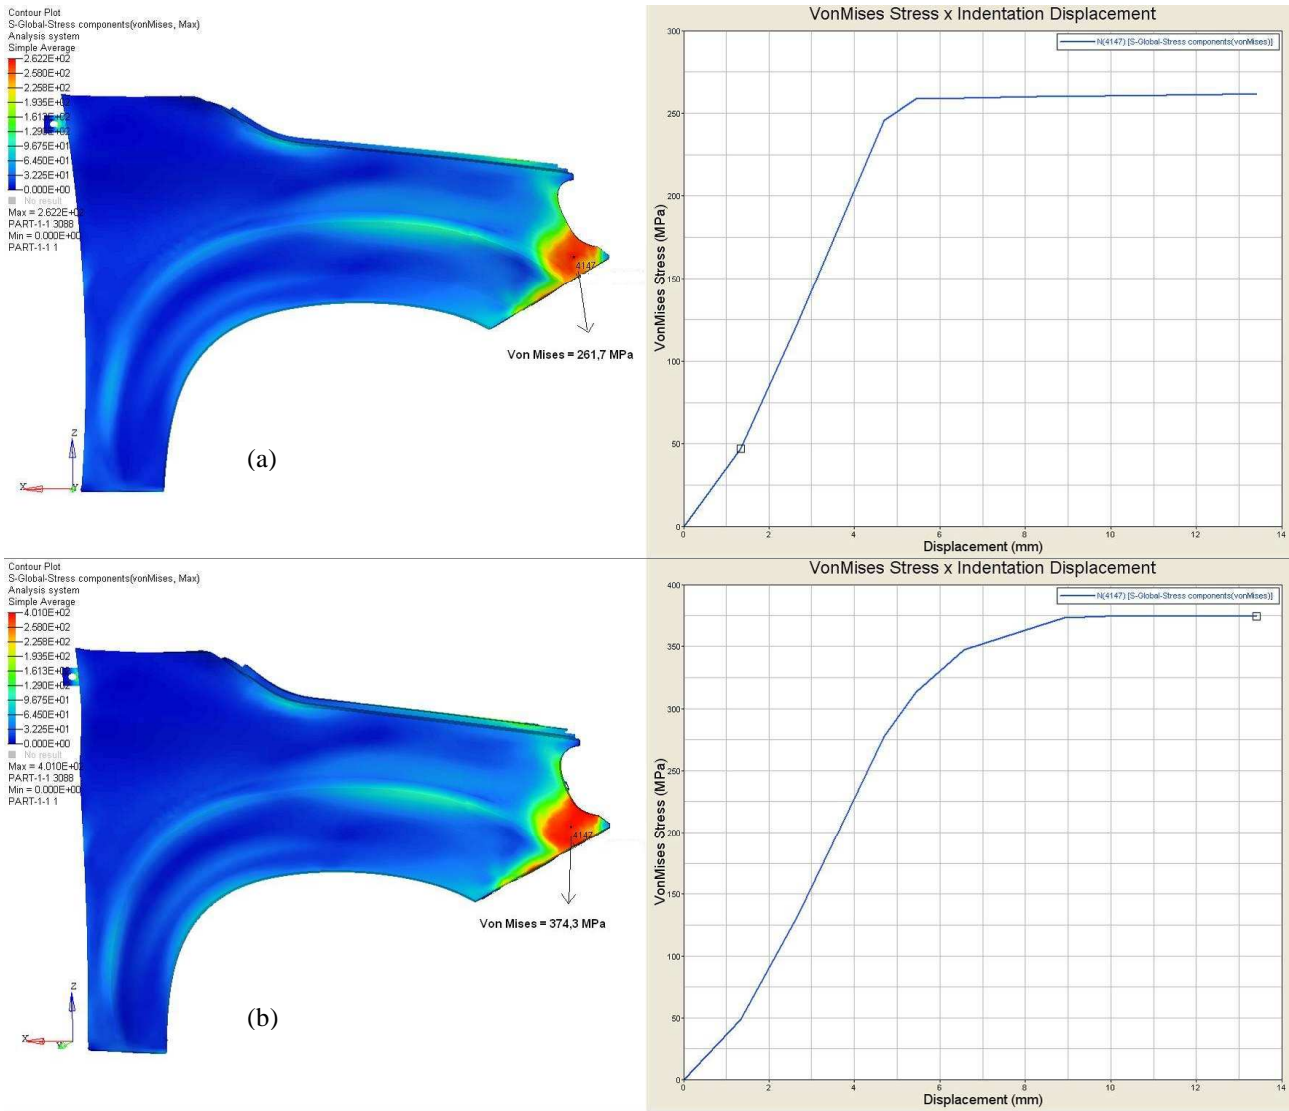 Contour Plot
S-Global-Stress components(vonMises, Max)
Analysis system
Simple Average
2.622E+02
2.580E+02
2.258E+02
1.935E+02
1.613E+02
1.290E+02
9.675E+01
6.450E+01
3.225E+01
0.000E+00
No result
Max = 2.622E+02
PART-1-1 3088
Min = 0.000E+00
PART-1-1 1
4147
Von Mises = 261,7 MPa
Z
X
Y
(a)
VonMises Stress x Indentation Displacement
N(4147) [S-Global-Stress components(vonMises)]
300
250
200
150
100
50
0
VonMises Stress (MPa)
0 2 4 6 8 10 12 14
Displacement (mm)
Contour Plot
S-Global-Stress components(vonMises, Max)
Analysis system
Simple Average
4.010E+02
2.580E+02
2.258E+02
1.935E+02
1.613E+02
1.290E+02
9.675E+01
6.450E+01
3.225E+01
0.000E+00
No result
Max = 4.010E+02
PART-1-1 3088
Min = 0.000E+00
PART-1-1 1
4147
Von Mises = 374,3 MPa
Z
X
Y
(b)
VonMises Stress x Indentation Displacement
N(4147) [S-Global-Stress components(vonMises)]
400
350
300
250
200
150
100
50
0
VonMises Stress (MPa)
0 2 4 6 8 10 12 14
Displacement (mm)